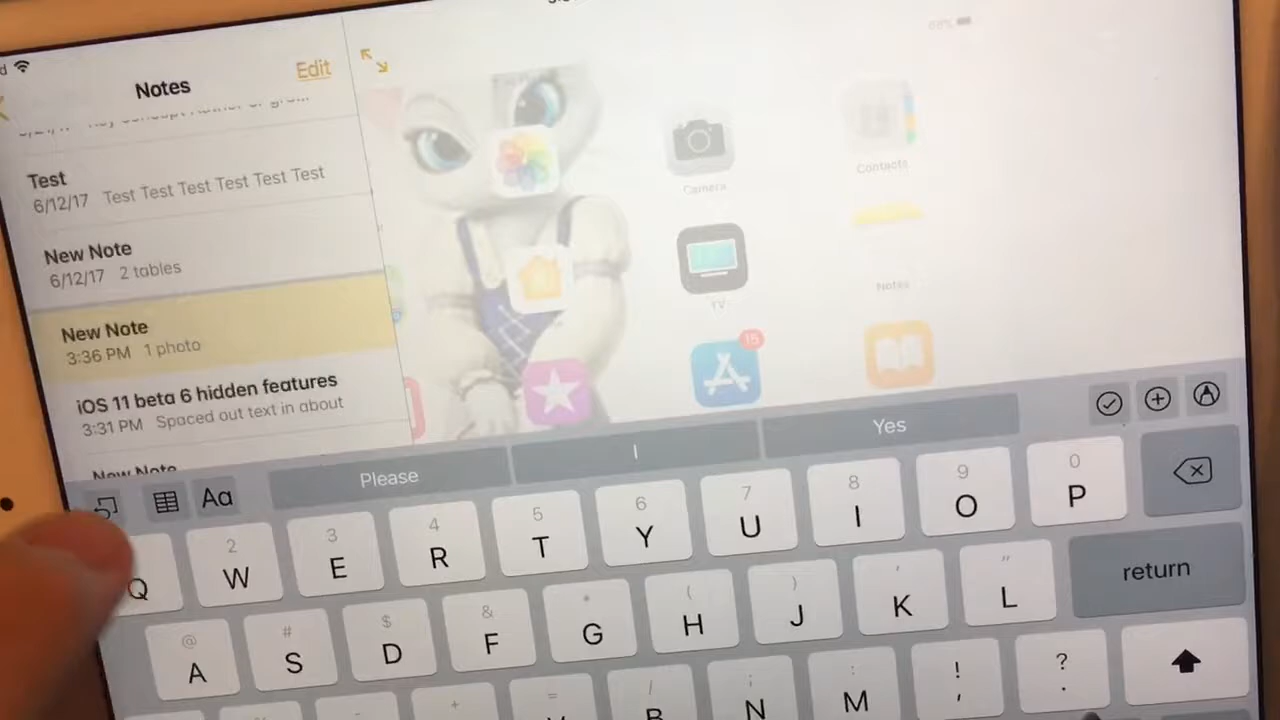 Notes
Edit
68%
Test
6/12/17 Test Test Test Test Test Test
New Note
6/12/17 2 tables
New Note
3:36 PM 1 photo
iOS 11 beta 6 hidden features
3:31 PM Spaced out text in about
New Note
Camera
Contacts
TV
Notes
15
Please
I
Yes
Aa
2 3 4 5 6 7 8 9 0
Q W E R T Y U I O P
@ # $ & * ( ) ' "
A S D F G H J K L
return
- + = / ; : ! ?
V B N M , .